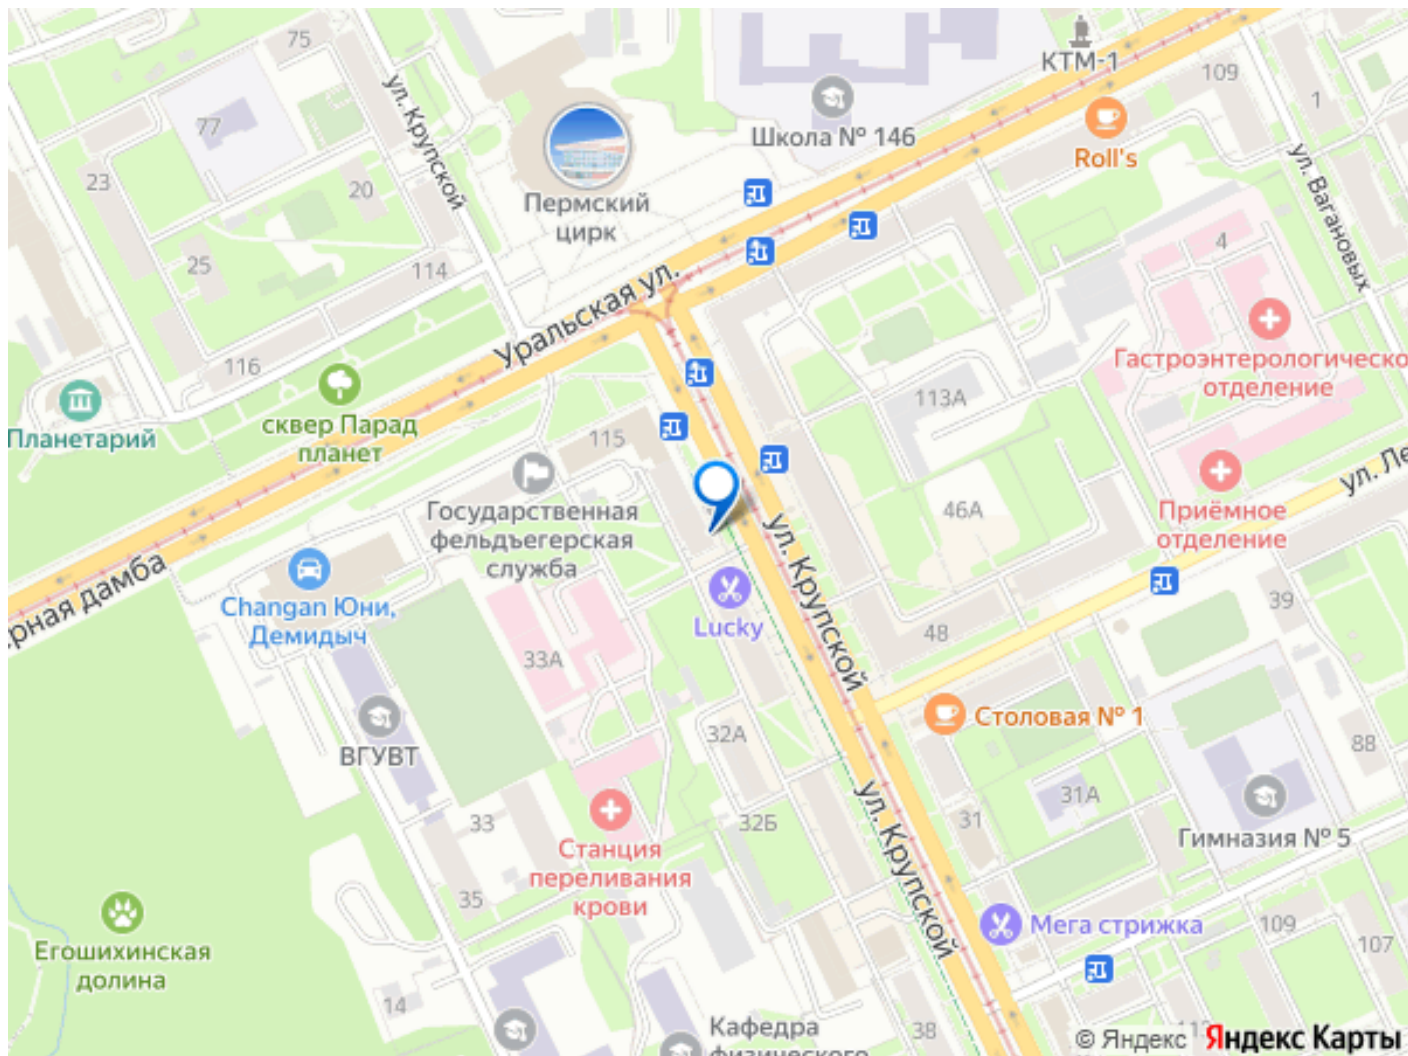 75
КТМ-1
109
1
ул. Крупской
77
Школа № 146
Roll's
ул. Вагановых
23
20
Пермский
цирк
4
25
114
Уральская ул.
116
Гастроэнтерологическо
отделение
113А
Планетарий
сквер Парад
планет
115
ул. Ле
Государственная
фельдъегерская
служба
46А
Приёмное
отделение
ул. Крупской
рная дамба
Changan Юни,
Демидыч
Lucky
39
48
33А
Столовая № 1
ВГУВТ
32А
88
31А
ул. Крупской
33
32Б
31
Гимназия № 5
Станция
переливания
крови
35
Егошихинская
долина
Мега стрижка
109
107
14
Кафедра
физического
38
113
© Яндекс
Яндекс Карты